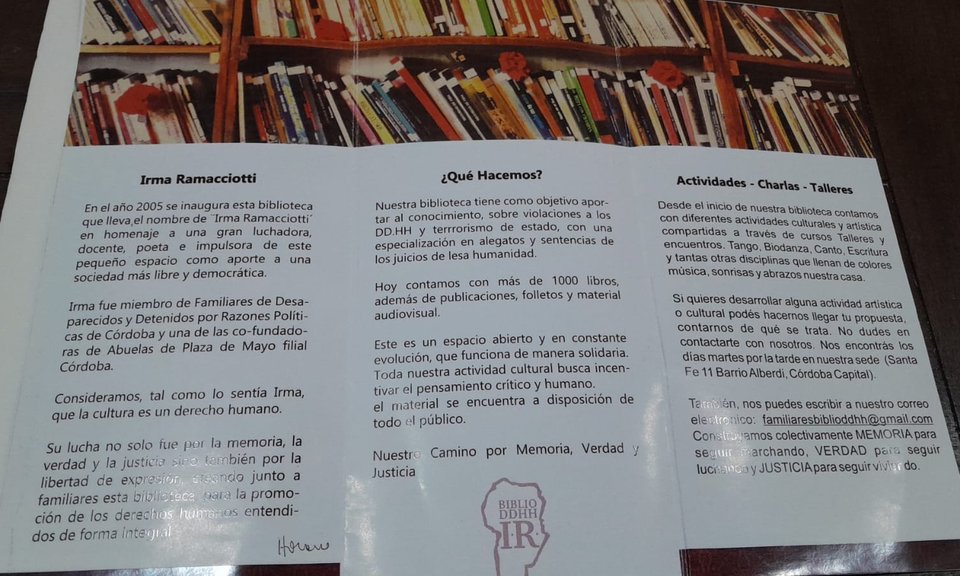 Irma Ramacciotti
En el año 2005 se inaugura esta biblioteca
que lleva,el nombre de ¨Irma Ramacciotti´
en homenaje a una gran luchadora,
docente, poeta e impulsora de este
pequeño espacio como aporte a una
sociedad más libre y democrática.
Irma fue miembro de Familiares de Desa-
parecidos y Detenidos por Razones Políti-
cas de Córdoba y una de las co-fundado-
ras de Abuelas de Plaza de Mayo filial
Córdoba.
Consideramos, tal como lo sentía Irma,
que la cultura es un derecho humano.
Su lucha no solo fue por la memoria, la
verdad y la justicia sino también por la
libertad de expresión, creando junto a
familiares esta biblioteca para la promo-
ción de los derechos humanos entendi-
dos de forma integral
¿Qué Hacemos?
Nuestra biblioteca tiene como objetivo apor-
tar al conocimiento, sobre violaciones a los
DD.HH y terrrorismo de estado, con una
especialización en alegatos y sentencias de
los juicios de lesa humanidad.
Hoy contamos con más de 1000 libros,
además de publicaciones, folletos y material
audiovisual.
Este es un espacio abierto y en constante
evolución, que funciona de manera solidaria.
Toda nuestra actividad cultural busca incen-
tivar el pensamiento crítico y humano.
el material se encuentra a disposición de
todo el público.
Nuestro Camino por Memoria, Verdad y
Justicia
BIBLIO
DDHH
I.R.
Actividades - Charlas - Talleres
Desde el inicio de nuestra biblioteca contamos
con diferentes actividades culturales y artística
compartidas a través de cursos Talleres y
encuentros. Tango, Biodanza, Canto, Escritura
y tantas otras disciplinas que llenan de colores
música, sonrisas y abrazos nuestra casa.
Si quieres desarrollar alguna actividad artística
o cultural podés hacernos llegar tu propuesta,
contarnos de qué se trata. No dudes en
contactarte con nosotros. Nos encontrás los
días martes por la tarde en nuestra sede (Santa
Fe 11 Barrio Alberdi, Córdoba Capital).
También, nos puedes escribir a nuestro correo
electrónico: familiaresbiblioddhh@gmail.com
Construyamos colectivamente MEMORIA para
seguir marchando, VERDAD para seguir
luchando y JUSTICIA para seguir viviendo.